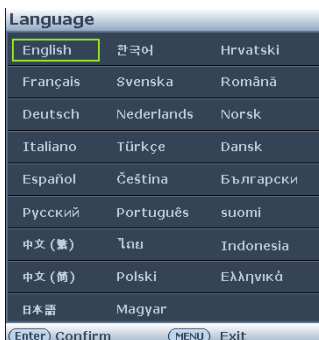 Language
English 한국어 Hrvatski
Français Svenska Română
Deutsch Nederlands Norsk
Italiano Türkçe Dansk
Español Čeština Български
Русский Português suomi
中文 (繁) ไทย Indonesia
中文 (简) Polski Ελληνικά
日本語 Magyar
Enter Confirm MENU Exit